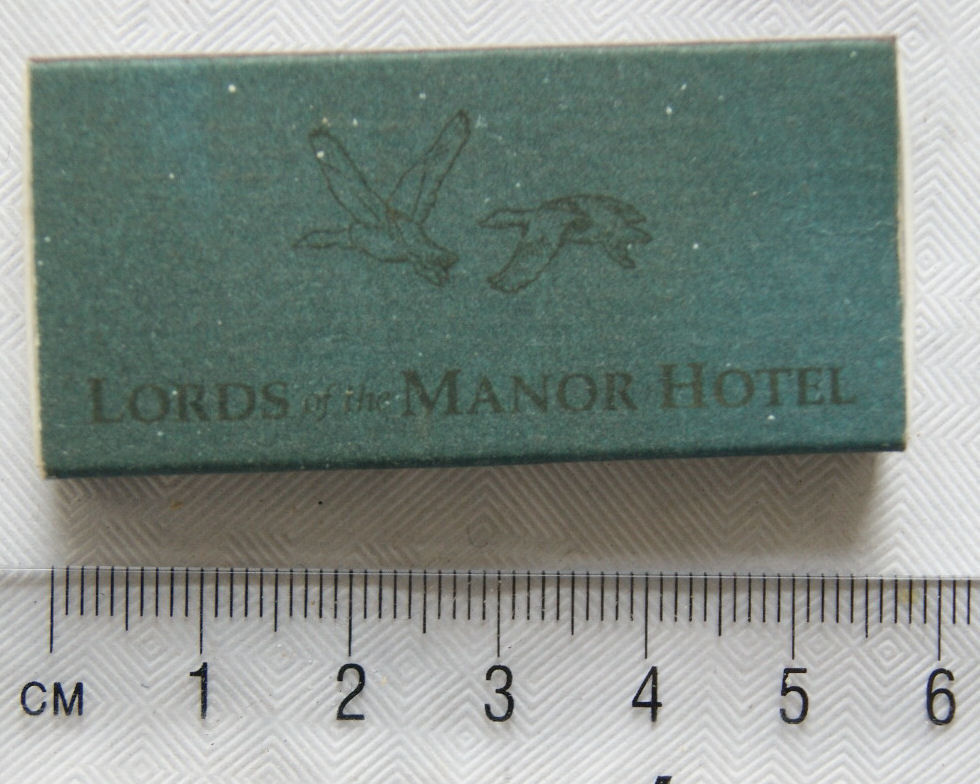 LORDS of the MANOR HOTEL
CM 1 2 3 4 5 6